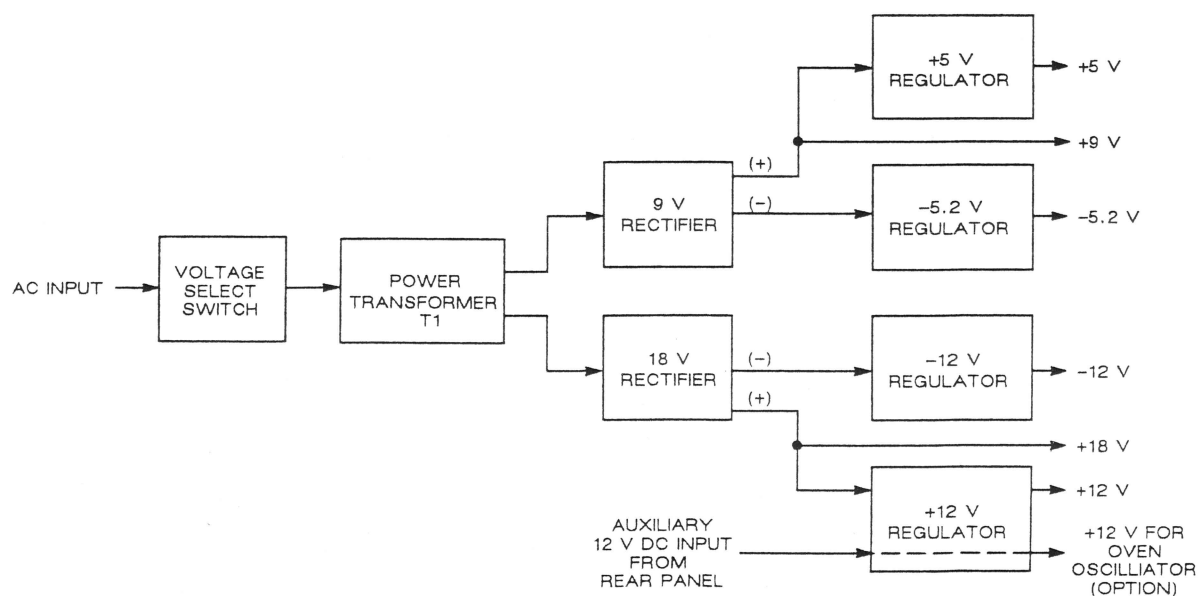 AC INPUT
VOLTAGE
SELECT
SWITCH
POWER
TRANSFORMER
T1
9 V
RECTIFIER
(+)
(-)
18 V
RECTIFIER
(-)
(+)
+5 V
REGULATOR
+5 V
+9 V
-5.2 V
REGULATOR
-5.2 V
-12 V
REGULATOR
-12 V
+18 V
+12 V
REGULATOR
+12 V
AUXILIARY
12 V DC INPUT
FROM
REAR PANEL
+12 V FOR
OVEN
OSCILLIATOR
(OPTION)